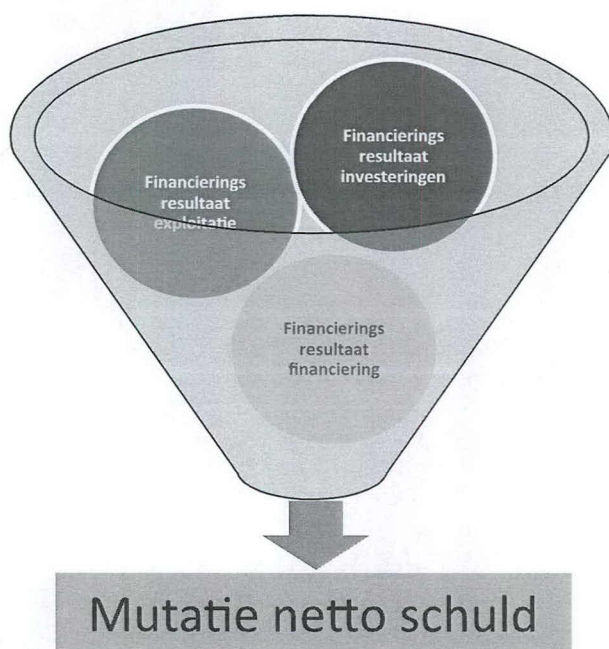 Financierings
resultaat
exploitatie
Financierings
resultaat
investeringen
Financierings
resultaat
financiering
Mutatie netto schuld